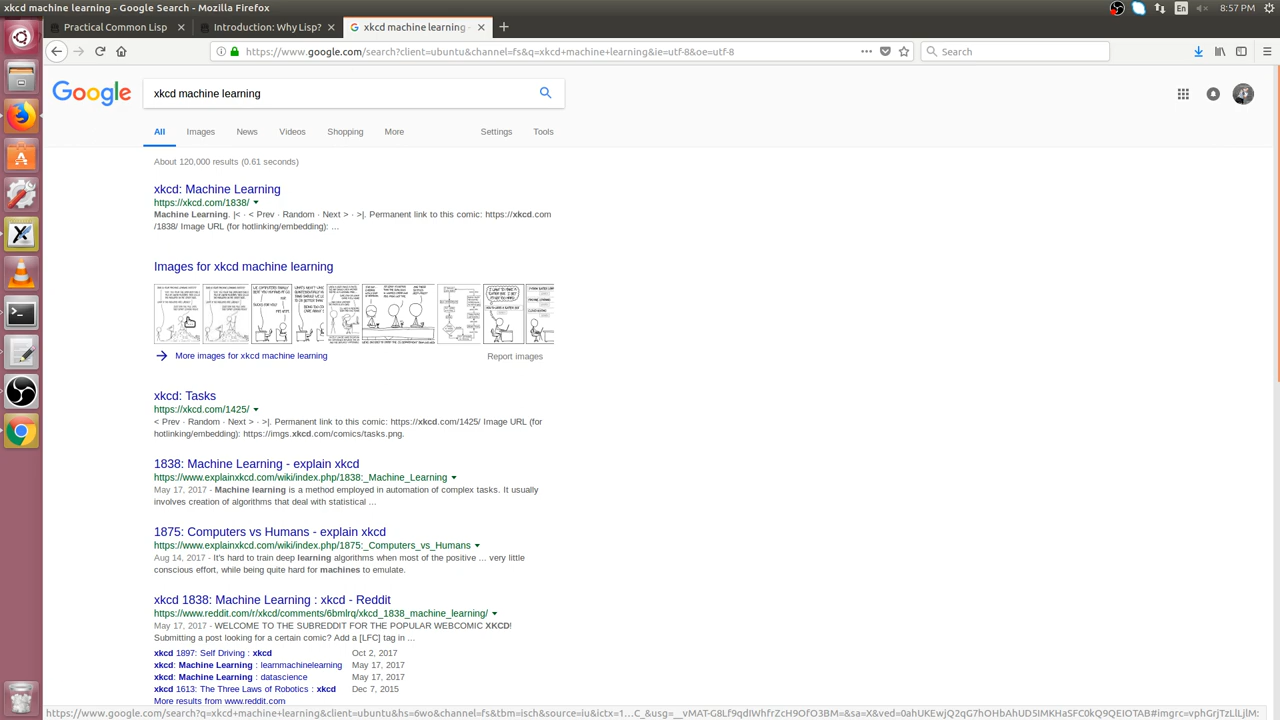 xkcd machine learning - Google Search - Mozilla Firefox
En
8:57 PM
Practical Common Lisp
Introduction: Why Lisp?
xkcd machine learning -
https://www.google.com/search?client=ubuntu&channel=fs&q=xkcd+machine+learning&ie=utf-8&oe=utf-8
Search
Google
xkcd machine learning
All
Images
News
Videos
Shopping
More
Settings
Tools
About 120,000 results (0.61 seconds)
xkcd: Machine Learning
https://xkcd.com/1838/
Machine Learning. |< · < Prev · Random · Next > · >|. Permanent link to this comic: https://xkcd.com
/1838/ Image URL (for hotlinking/embedding): ...
Images for xkcd machine learning
More images for xkcd machine learning
Report images
xkcd: Tasks
https://xkcd.com/1425/
< Prev · Random · Next > · >|. Permanent link to this comic: https://xkcd.com/1425/ Image URL (for
hotlinking/embedding): https://imgs.xkcd.com/comics/tasks.png.
1838: Machine Learning - explain xkcd
https://www.explainxkcd.com/wiki/index.php/1838:_Machine_Learning
May 17, 2017 - Machine learning is a method employed in automation of complex tasks. It usually
involves creation of algorithms that deal with statistical ...
1875: Computers vs Humans - explain xkcd
https://www.explainxkcd.com/wiki/index.php/1875:_Computers_vs_Humans
Aug 14, 2017 - It's hard to train deep learning algorithms when most of the positive ... very little
conscious effort, while being quite hard for machines to emulate.
xkcd 1838: Machine Learning : xkcd - Reddit
https://www.reddit.com/r/xkcd/comments/6bmlrq/xkcd_1838_machine_learning/
May 17, 2017 - WELCOME TO THE SUBREDDIT FOR THE POPULAR WEBCOMIC XKCD!
Submitting a post looking for a certain comic? Add a [LFC] tag in ...
xkcd 1897: Self Driving : xkcd
Oct 2, 2017
xkcd: Machine Learning : learnmachinelearning
May 17, 2017
xkcd: Machine Learning : datascience
May 17, 2017
xkcd 1613: The Three Laws of Robotics : xkcd
Dec 7, 2015
More results from www.reddit.com